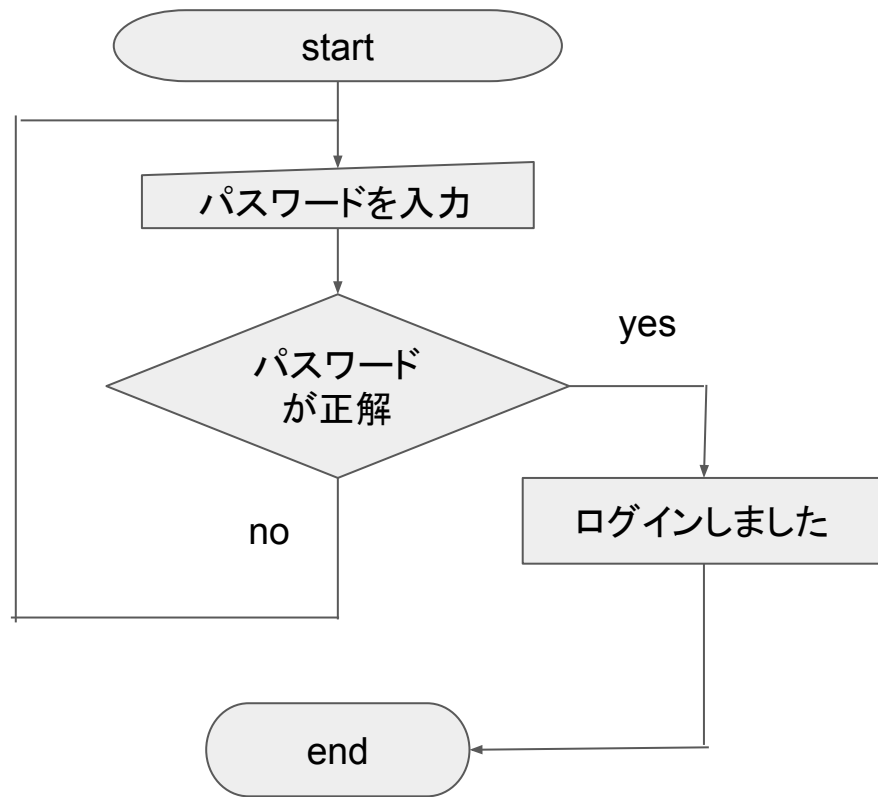 start
パスワードを入力
yes
パスワード
が正解
ログインしました
no
end